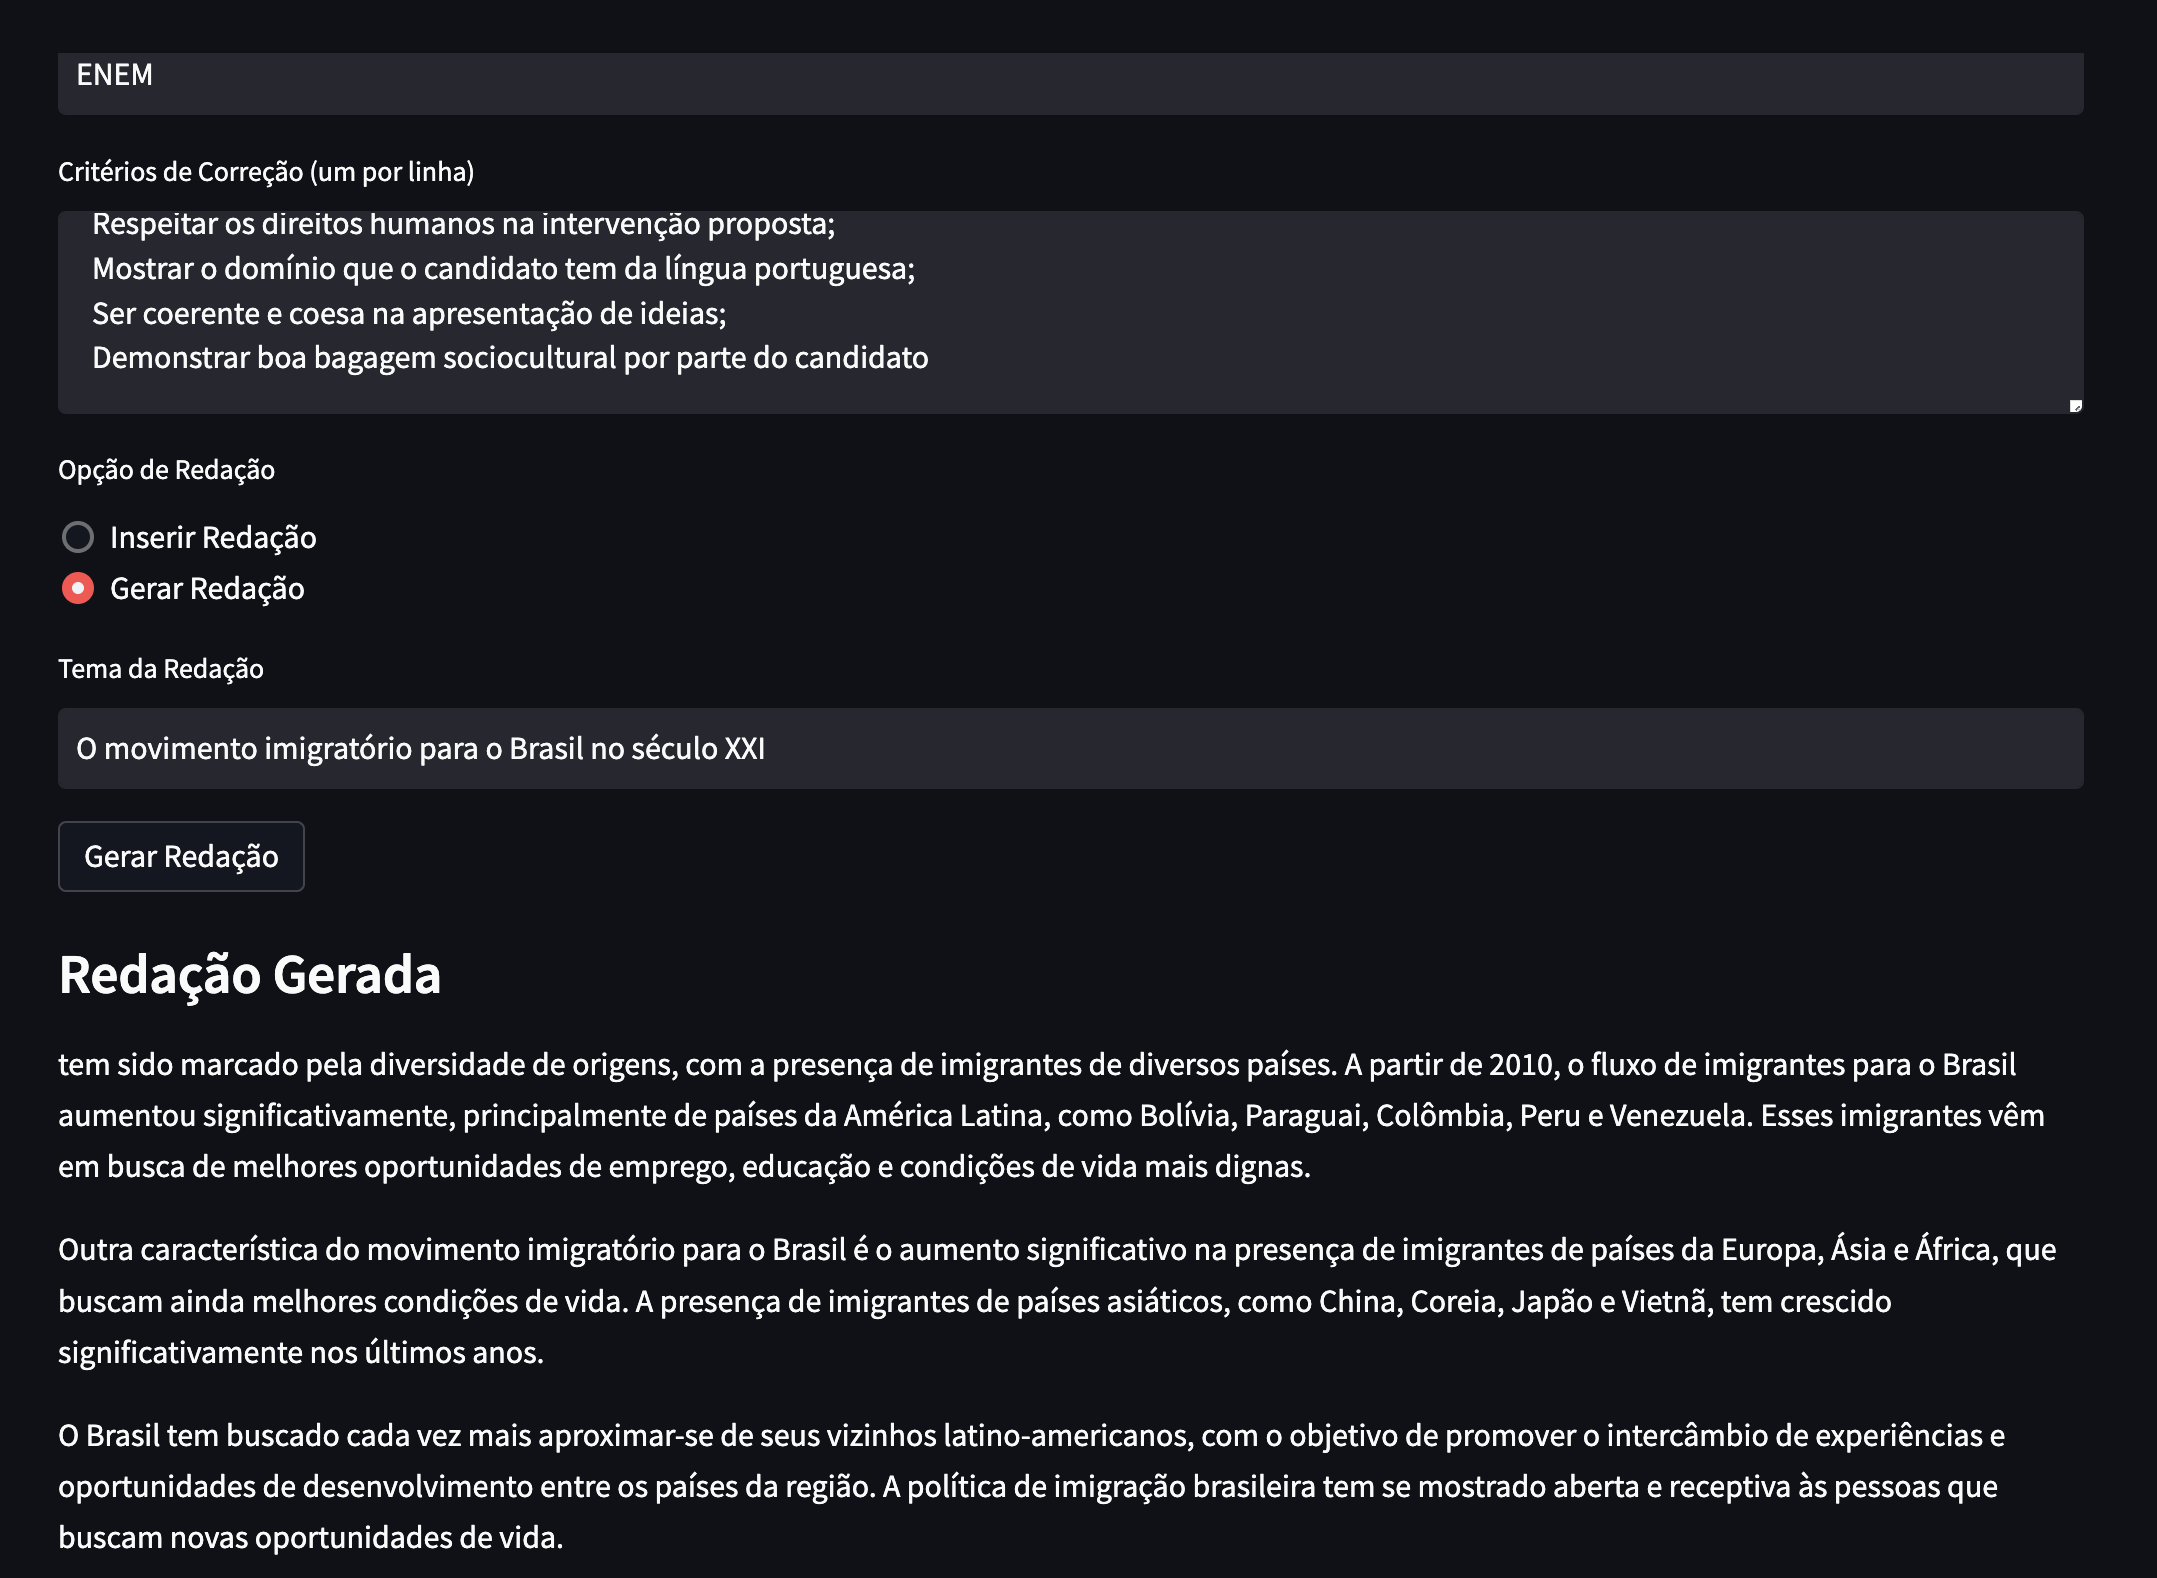 ENEM
Critérios de Correção (um por linha)
Respeitar os direitos humanos na intervenção proposta;
Mostrar o domínio que o candidato tem da língua portuguesa;
Ser coerente e coesa na apresentação de ideias;
Demonstrar boa bagagem sociocultural por parte do candidato
Opção de Redação
Inserir Redação
Gerar Redação
Tema da Redação
O movimento imigratório para o Brasil no século XXI
Gerar Redação
Redação Gerada
tem sido marcado pela diversidade de origens, com a presença de imigrantes de diversos países. A partir de 2010, o fluxo de imigrantes para o Brasil
aumentou significativamente, principalmente de países da América Latina, como Bolívia, Paraguai, Colômbia, Peru e Venezuela. Esses imigrantes vêm
em busca de melhores oportunidades de emprego, educação e condições de vida mais dignas.
Outra característica do movimento imigratório para o Brasil é o aumento significativo na presença de imigrantes de países da Europa, Ásia e África, que
buscam ainda melhores condições de vida. A presença de imigrantes de países asiáticos, como China, Coreia, Japão e Vietnã, tem crescido
significativamente nos últimos anos.
O Brasil tem buscado cada vez mais aproximar-se de seus vizinhos latino-americanos, com o objetivo de promover o intercâmbio de experiências e
oportunidades de desenvolvimento entre os países da região. A política de imigração brasileira tem se mostrado aberta e receptiva às pessoas que
buscam novas oportunidades de vida.